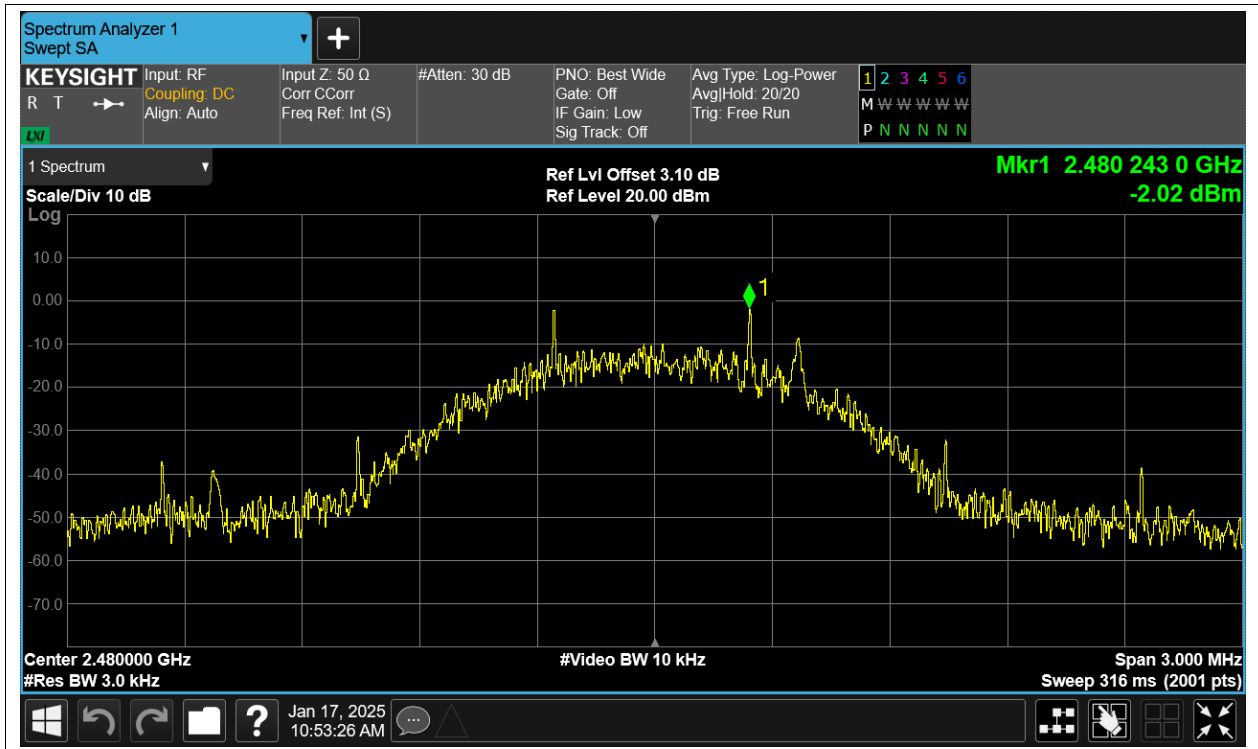 Spectrum Analyzer 1
Swept SA
+
KEYSIGHT
R T
LXI
Input: RF
Coupling: DC
Align: Auto
Input Z: 50 Ω
Corr CCorr
Freq Ref: Int (S)
#Atten: 30 dB
PNO: Best Wide
Gate: Off
IF Gain: Low
Sig Track: Off
Avg Type: Log-Power
Avg|Hold: 20/20
Trig: Free Run
1 2 3 4 5 6
M W W W W W
P N N N N N
1 Spectrum
Scale/Div 10 dB
Log
Ref Lvl Offset 3.10 dB
Ref Level 20.00 dBm
Mkr1 2.480 243 0 GHz
-2.02 dBm
1
10.0
0.00
-10.0
-20.0
-30.0
-40.0
-50.0
-60.0
-70.0
Center 2.480000 GHz
#Video BW 10 kHz
Span 3.000 MHz
#Res BW 3.0 kHz
Sweep 316 ms (2001 pts)
?
Jan 17, 2025
10:53:26 AM